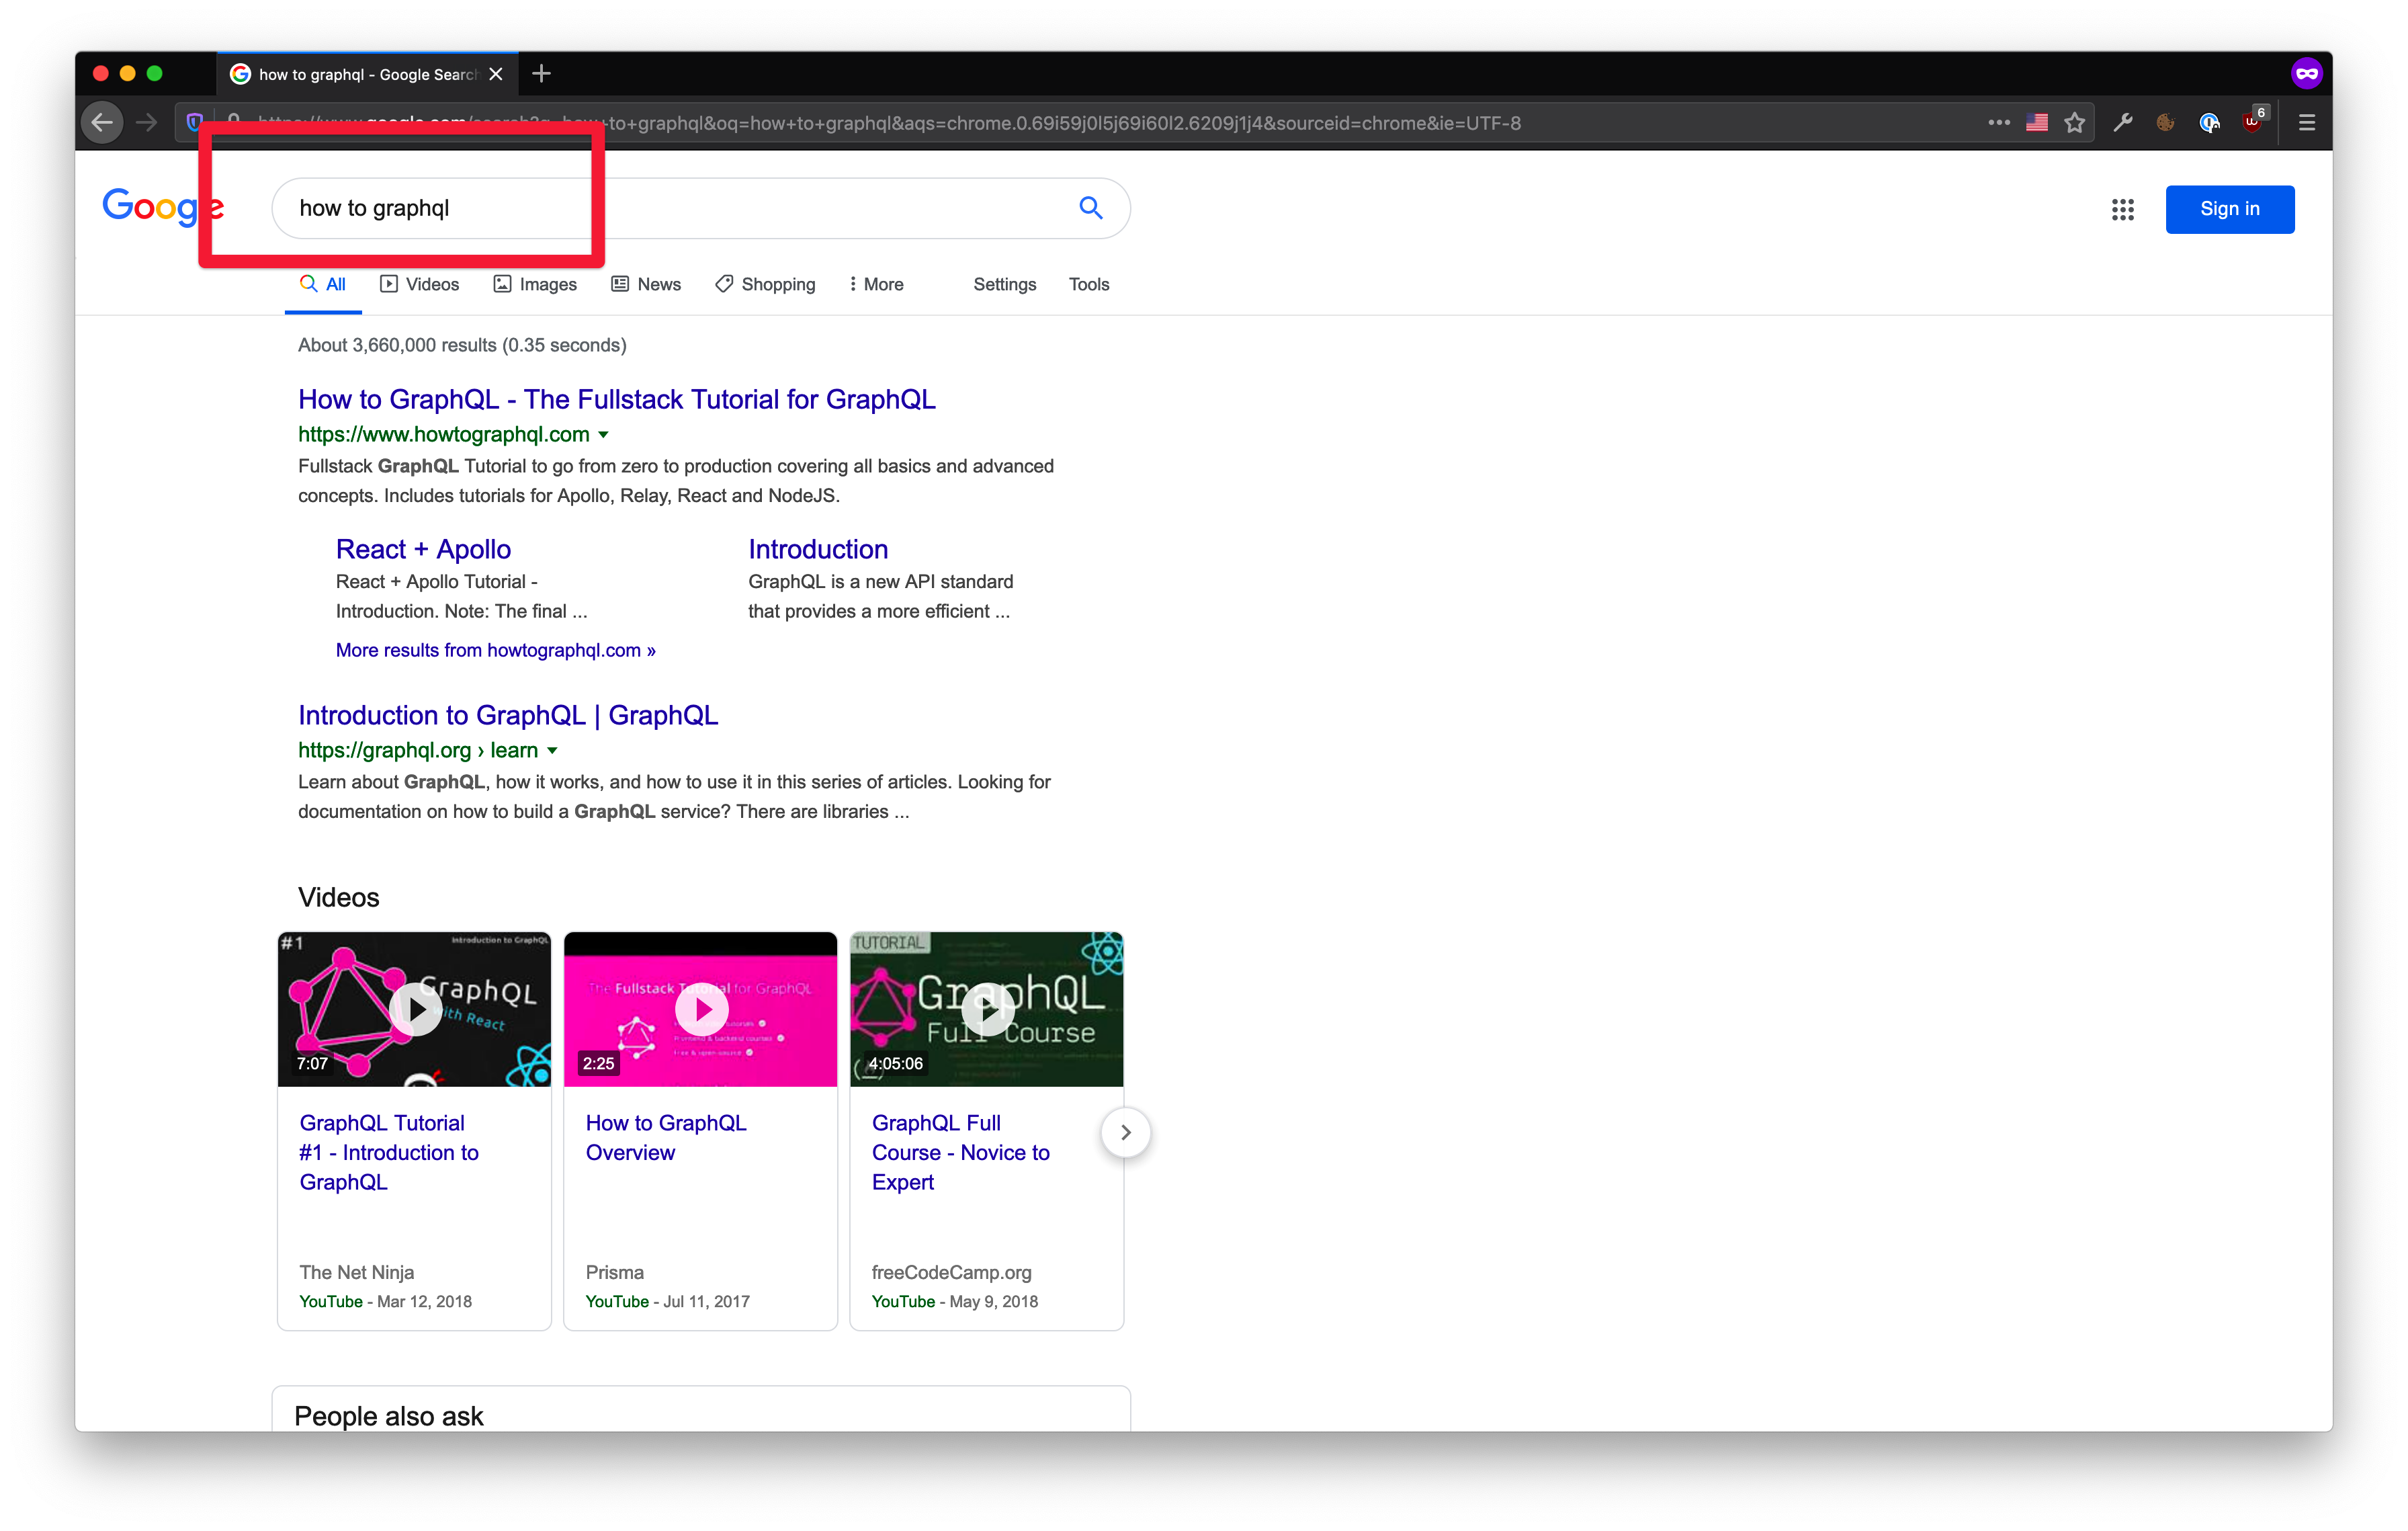 how to graphql - Google Search
to+graphql&oq=how+to+graphql&aqs=chrome.0.69i59j0l5j69i60l2.6209j1j4&sourceid=chrome&ie=UTF-8
6
Google
how to graphql
Sign in
All
Videos
Images
News
Shopping
More
Settings
Tools
About 3,660,000 results (0.35 seconds)
How to GraphQL - The Fullstack Tutorial for GraphQL
https://www.howtographql.com
Fullstack GraphQL Tutorial to go from zero to production covering all basics and advanced
concepts. Includes tutorials for Apollo, Relay, React and NodeJS.
React + Apollo
React + Apollo Tutorial -
Introduction. Note: The final ...
Introduction
GraphQL is a new API standard
that provides a more efficient ...
More results from howtographql.com »
Introduction to GraphQL | GraphQL
https://graphql.org › learn
Learn about GraphQL, how it works, and how to use it in this series of articles. Looking for
documentation on how to build a GraphQL service? There are libraries ...
Videos
#1
Introduction to GraphQL
GraphQL
with React
7:07
GraphQL Tutorial
#1 - Introduction to
GraphQL
The Net Ninja
YouTube - Mar 12, 2018
The Fullstack Tutorial for GraphQL
2:25
How to GraphQL
Overview
Prisma
YouTube - Jul 11, 2017
TUTORIAL
GraphQL
Full Course
4:05:06
GraphQL Full
Course - Novice to
Expert
freeCodeCamp.org
YouTube - May 9, 2018
People also ask